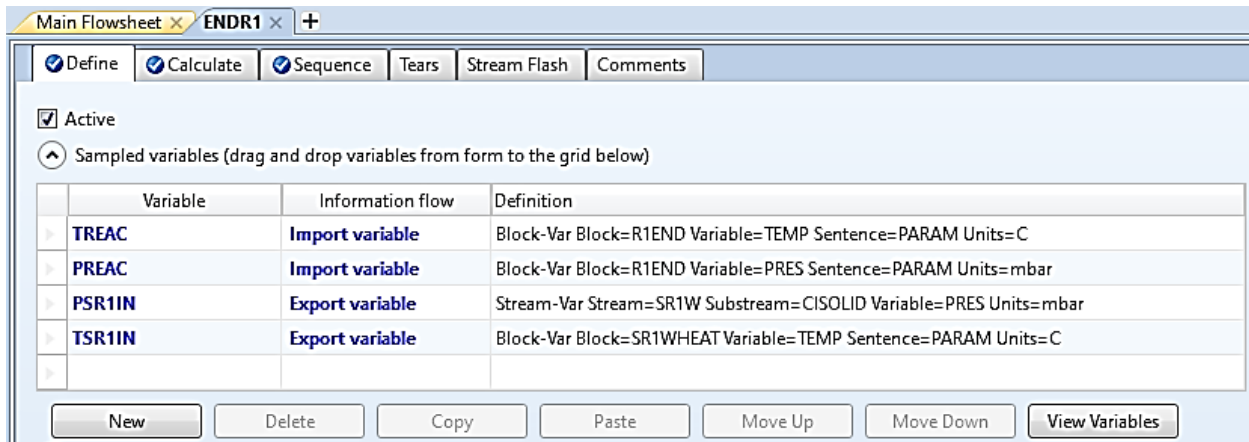 Main Flowsheet ENDR1
Define Calculate Sequence Tears Stream Flash Comments
Active
Sampled variables (drag and drop variables from form to the grid below)
Variable Information flow Definition
TREAC Import variable Block-Var Block=R1END Variable=TEMP Sentence=PARAM Units=C
PREAC Import variable Block-Var Block=R1END Variable=PRES Sentence=PARAM Units=mbar
PSR1IN Export variable Stream-Var Stream=SR1W Substream=CISOLID Variable=PRES Units=mbar
TSR1IN Export variable Block-Var Block=SR1WHEAT Variable=TEMP Sentence=PARAM Units=C
New Delete Copy Paste Move Up Move Down View Variables